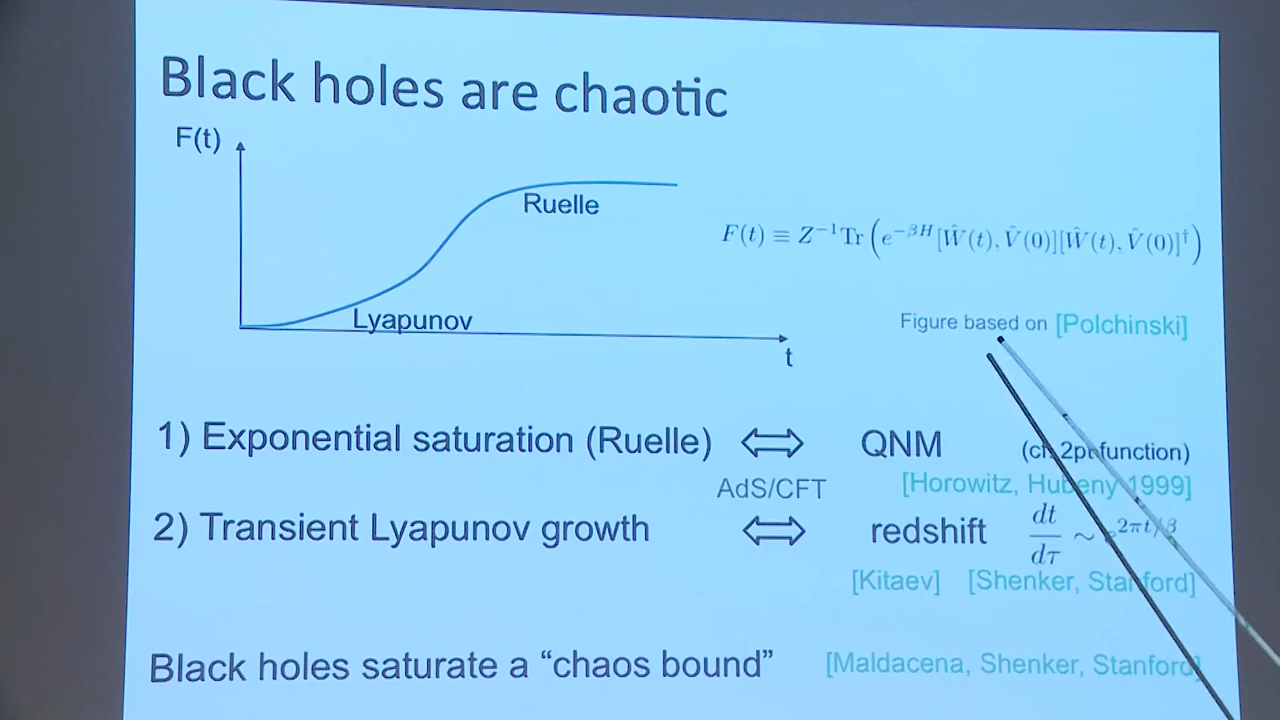 Black holes are chaotic
F(t)
Ruelle
F(t) ≡ Z⁻¹Tr(e^{-βH}[Ŵ(t), V̂(0)][Ŵ(t), V̂(0)]†)
Lyapunov
Figure based on [Polchinski]
t
1) Exponential saturation (Ruelle) ⇔ QNM (cf. 2pt function)
AdS/CFT [Horowitz, Hubeny 1999]
2) Transient Lyapunov growth ⇔ redshift dt/dτ ~ e^{2πt/β}
[Kitaev] [Shenker, Stanford]
Black holes saturate a “chaos bound” [Maldacena, Shenker, Stanford]